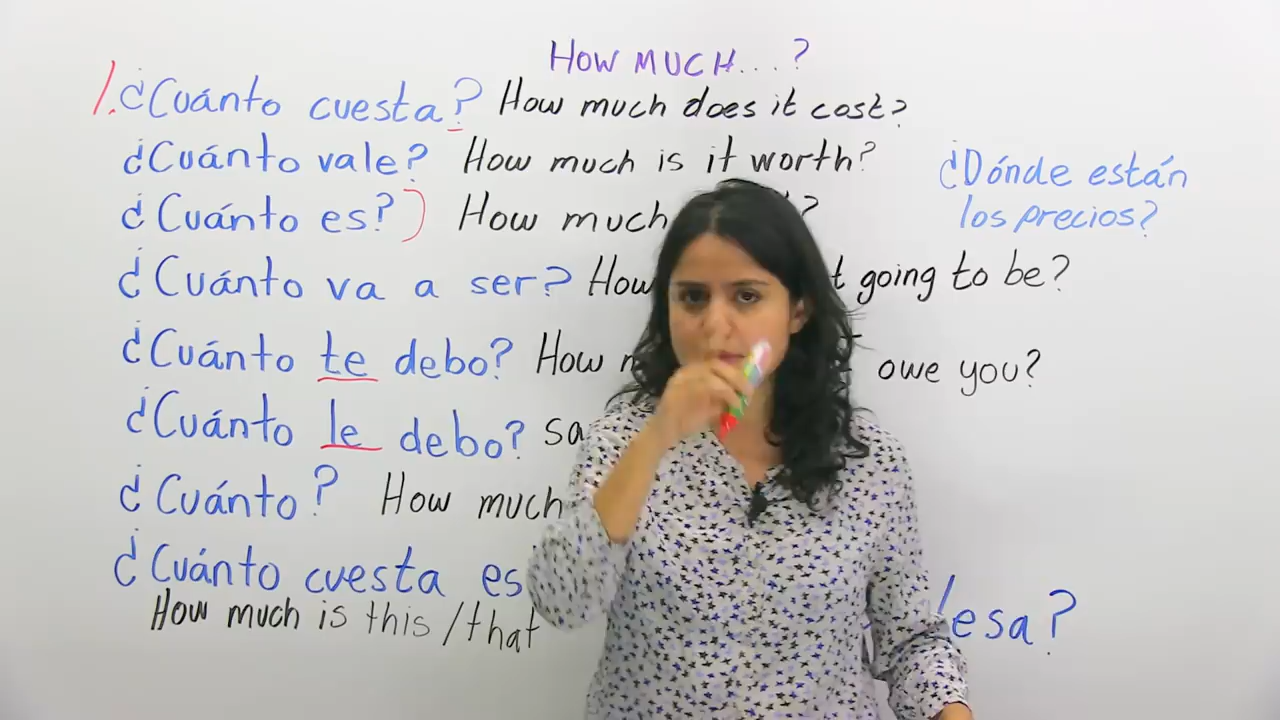 HOW MUCH...?
1. ¿Cuánto cuesta? How much does it cost?
¿Cuánto vale? How much is it worth?
¿Dónde están
los precios?
¿Cuánto es?) How much ?
¿Cuánto va a ser? How going to be?
¿Cuánto te debo? How owe you?
¿Cuánto le debo?
¿Cuánto? How much
¿Cuánto cuesta
How much is this/that
/esa?